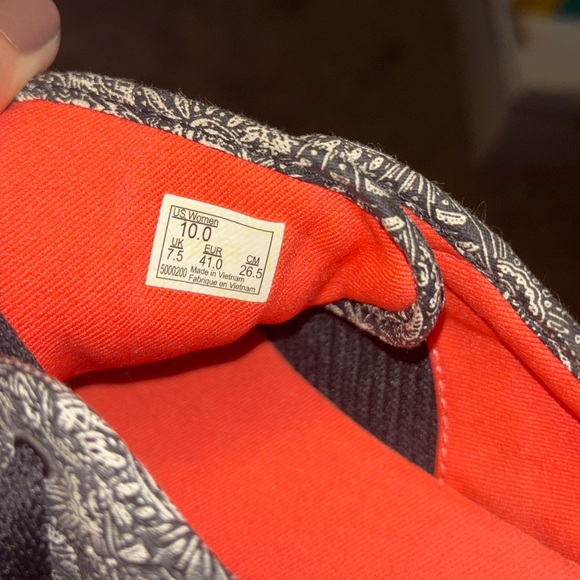 US Women
10.0
UK EUR CM
7.5 41.0 26.5
5000200 Made in Vietnam
Fabrique en Vietnam